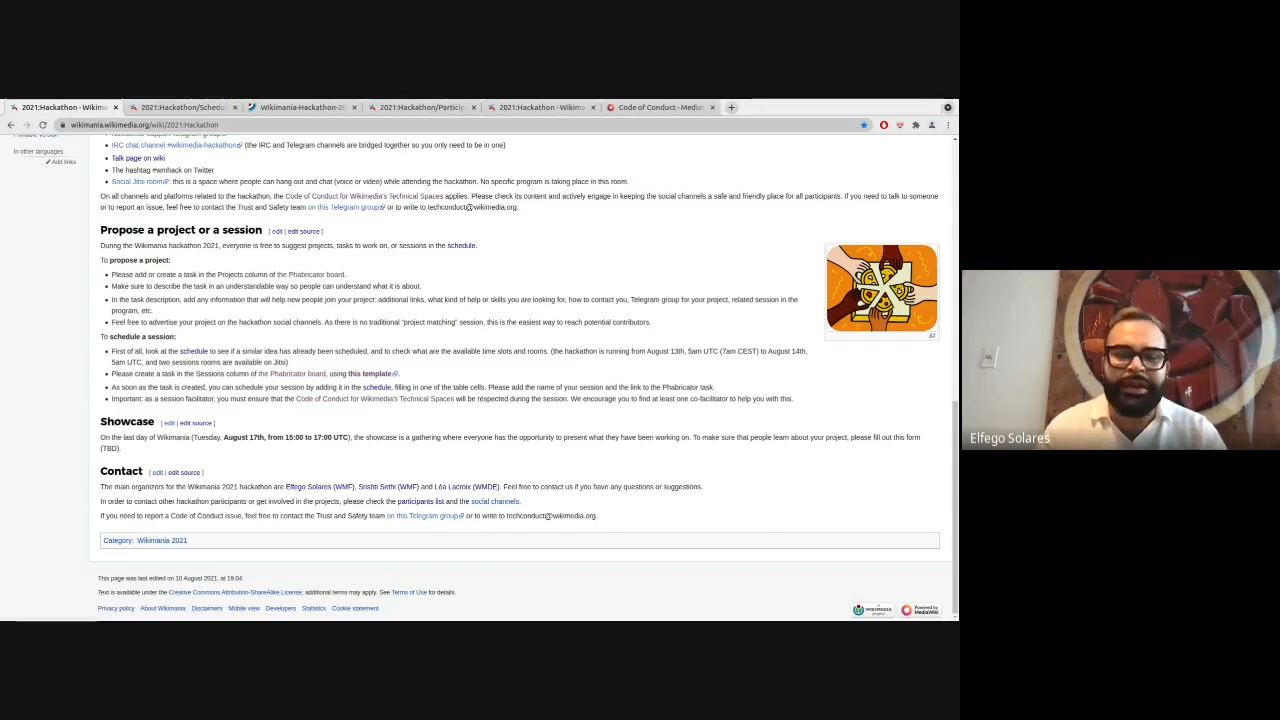 2021:Hackathon - Wikima
2021:Hackathon/Schedu
Wikimania-Hackathon-20
2021:Hackathon/Particip
2021:Hackathon - Wikima
Code of Conduct - MediaWi
wikimania.wikimedia.org/wiki/2021:Hackathon
Printable version
In other languages
Add links
IRC chat channel #wikimedia-hackathon (the IRC and Telegram channels are bridged together so you only need to be in one)
Talk page on wiki
The hashtag #wmhack on Twitter
Social Jitsi room: this is a space where people can hang out and chat (voice or video) while attending the hackathon. No specific program is taking place in this room.
On all channels and platforms related to the hackathon, the Code of Conduct for Wikimedia's Technical Spaces applies. Please check its content and actively engage in keeping the social channels a safe and friendly place for all participants. If you need to talk to someone
or to report an issue, feel free to contact the Trust and Safety team on this Telegram group or to write to techconduct@wikimedia.org.
Propose a project or a session [ edit | edit source ]
During the Wikimania hackathon 2021, everyone is free to suggest projects, tasks to work on, or sessions in the schedule.
To propose a project:
Please add or create a task in the Projects column of the Phabricator board.
Make sure to describe the task in an understandable way so people can understand what it is about.
In the task description, add any information that will help new people join your project: additional links, what kind of help or skills you are looking for, how to contact you, Telegram group for your project, related session in the
program, etc.
Feel free to advertise your project on the hackathon social channels. As there is no traditional "project matching" session, this is the easiest way to reach potential contributors.
To schedule a session:
First of all, look at the schedule to see if a similar idea has already been scheduled, and to check what are the available time slots and rooms. (the hackathon is running from August 13th, 5am UTC (7am CEST) to August 14th,
5am UTC, and two sessions rooms are available on Jitsi)
Please create a task in the Sessions column of the Phabricator board, using this template.
As soon as the task is created, you can schedule your session by adding it in the schedule, filling in one of the table cells. Please add the name of your session and the link to the Phabricator task.
Important: as a session facilitator, you must ensure that the Code of Conduct for Wikimedia's Technical Spaces will be respected during the session. We encourage you to find at least one co-facilitator to help you with this.
Showcase [ edit | edit source ]
On the last day of Wikimania (Tuesday, August 17th, from 15:00 to 17:00 UTC), the showcase is a gathering where everyone has the opportunity to present what they have been working on. To make sure that people learn about your project, please fill out this form
(TBD).
Contact [ edit | edit source ]
The main organizers for the Wikimania 2021 hackathon are Elfego Solares (WMF), Srishti Sethi (WMF) and Léa Lacroix (WMDE). Feel free to contact us if you have any questions or suggestions.
In order to contact other hackathon participants or get involved in the projects, please check the participants list and the social channels.
If you need to report a Code of Conduct issue, feel free to contact the Trust and Safety team on this Telegram group or to write to techconduct@wikimedia.org.
Category: Wikimania 2021
This page was last edited on 10 August 2021, at 19:04.
Text is available under the Creative Commons Attribution-ShareAlike License; additional terms may apply. See Terms of Use for details.
Privacy policy About Wikimania Disclaimers Mobile view Developers Statistics Cookie statement
A WIKIMEDIA project
Powered by MediaWiki
Elfego Solares